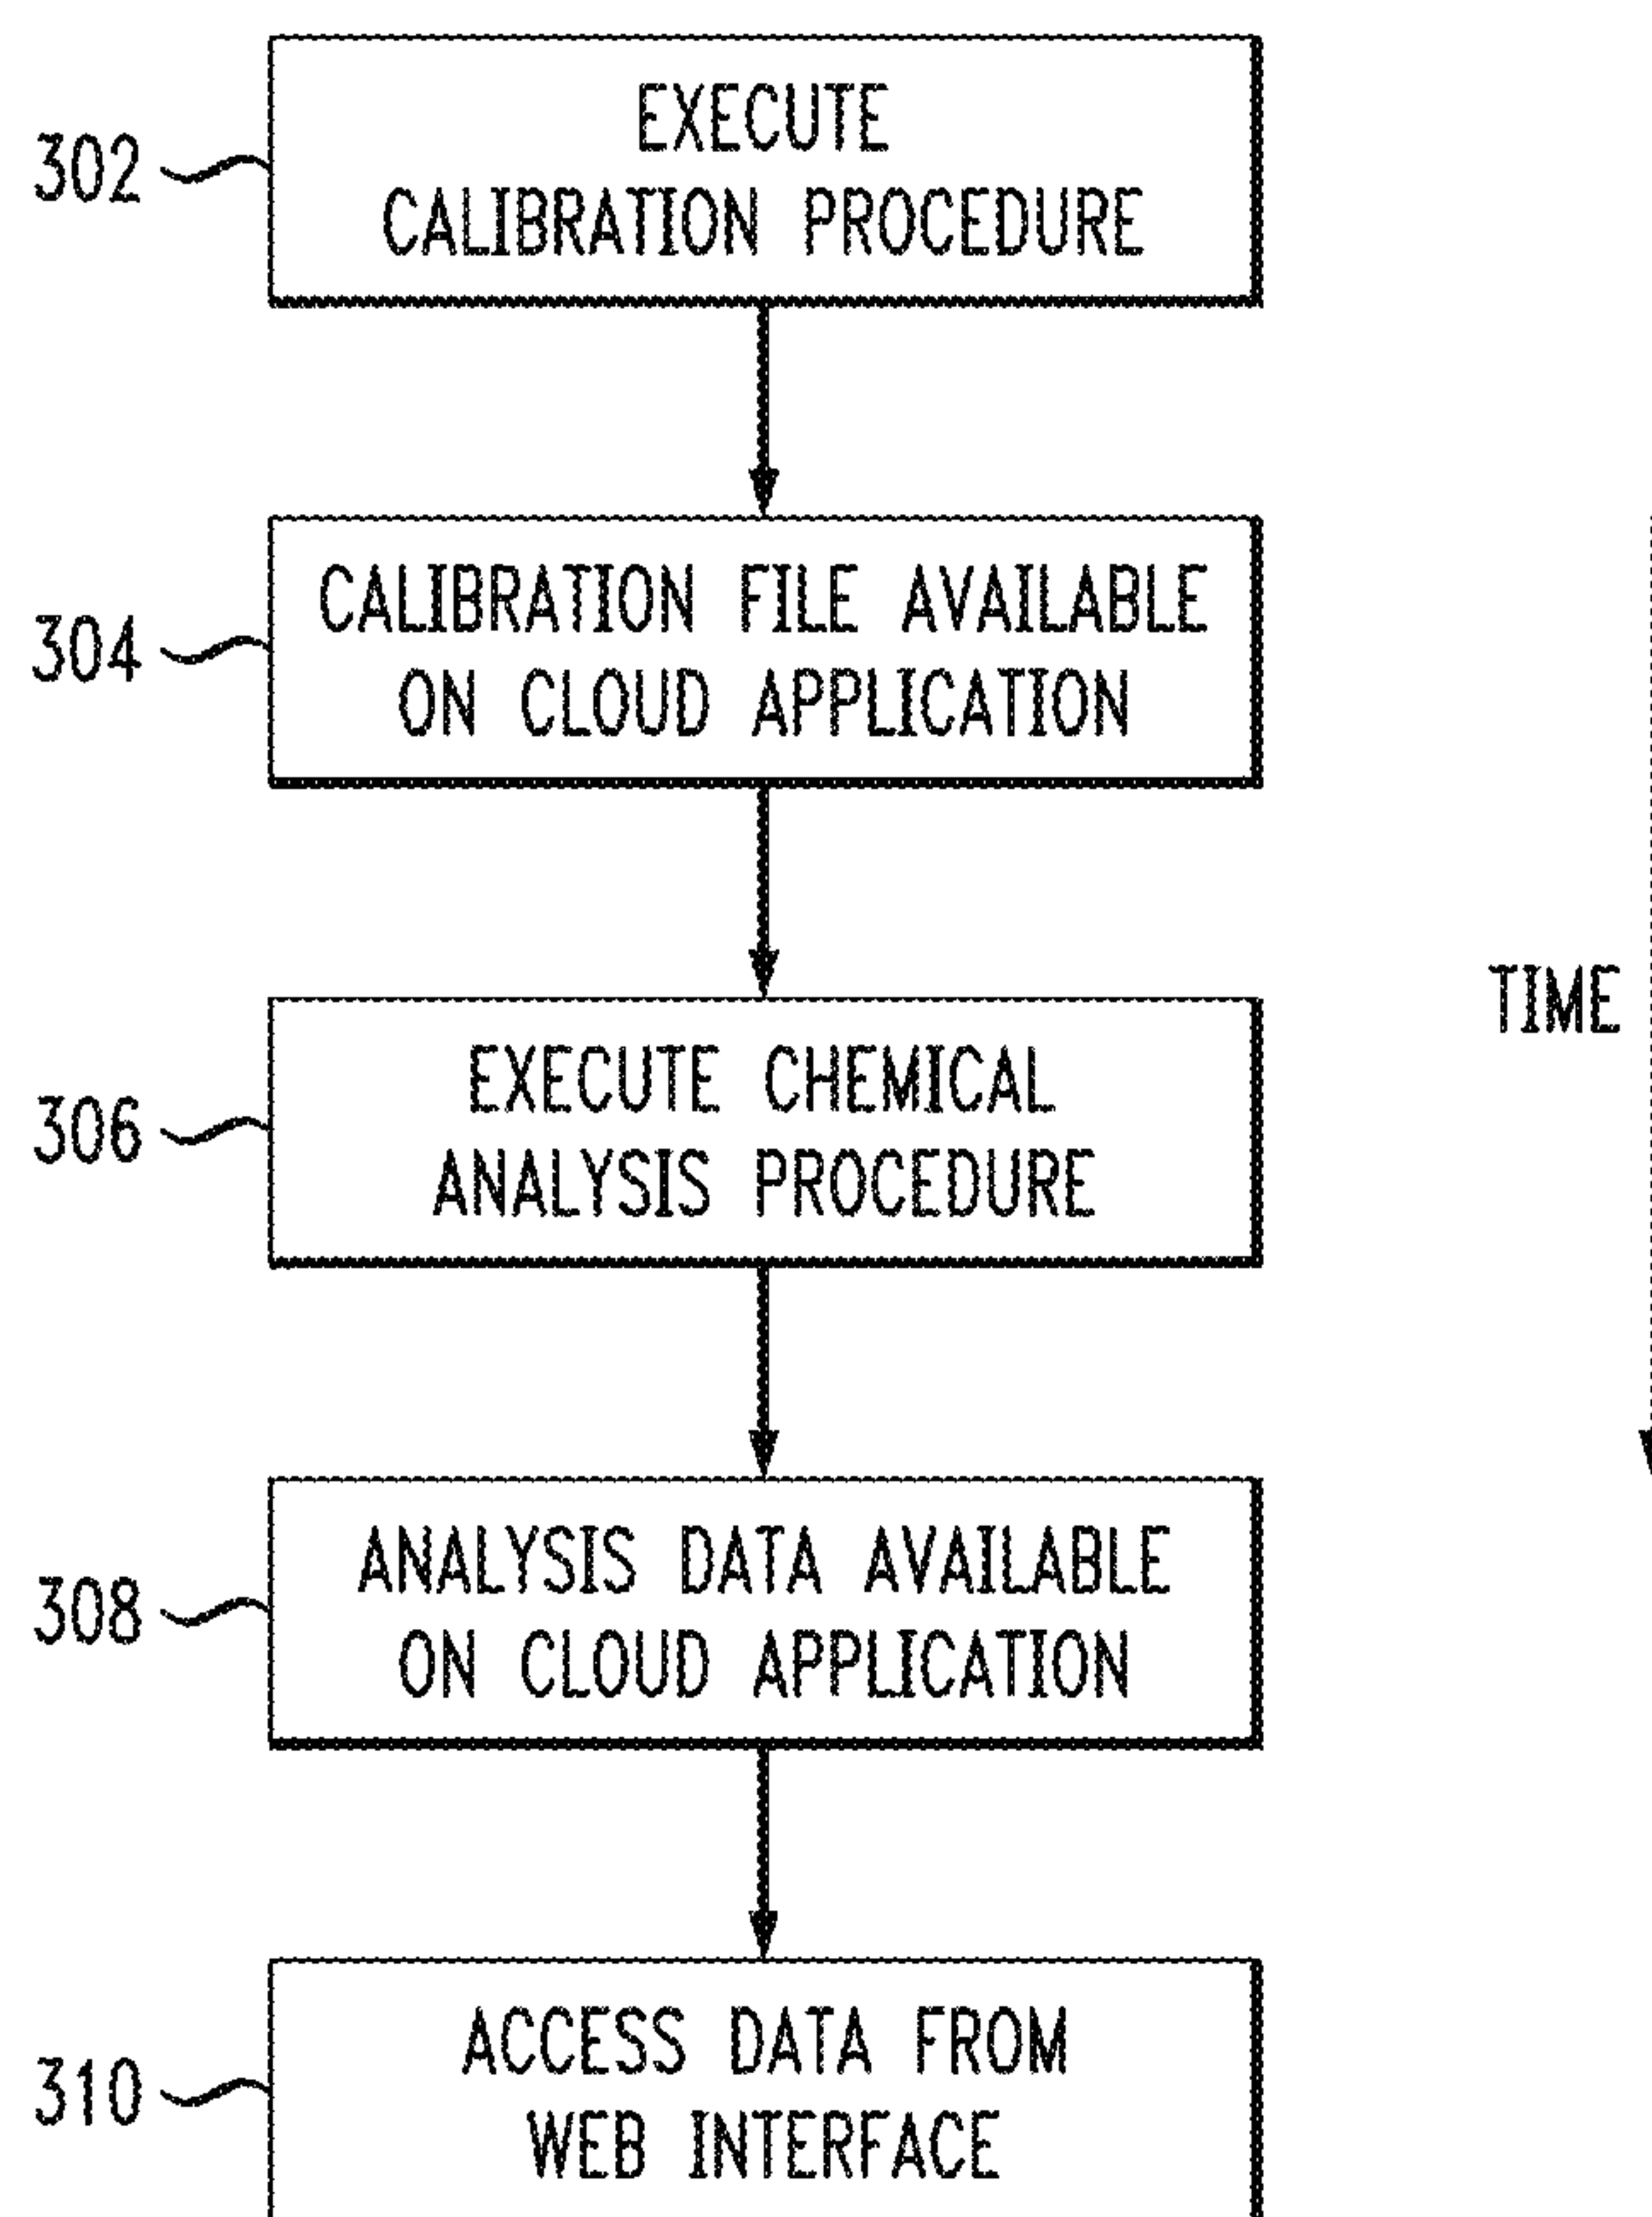 302
EXECUTE
CALIBRATION PROCEDURE
304
CALIBRATION FILE AVAILABLE
ON CLOUD APPLICATION
TIME
306
EXECUTE CHEMICAL
ANALYSIS PROCEDURE
308
ANALYSIS DATA AVAILABLE
ON CLOUD APPLICATION
310
ACCESS DATA FROM
WEB INTERFACE